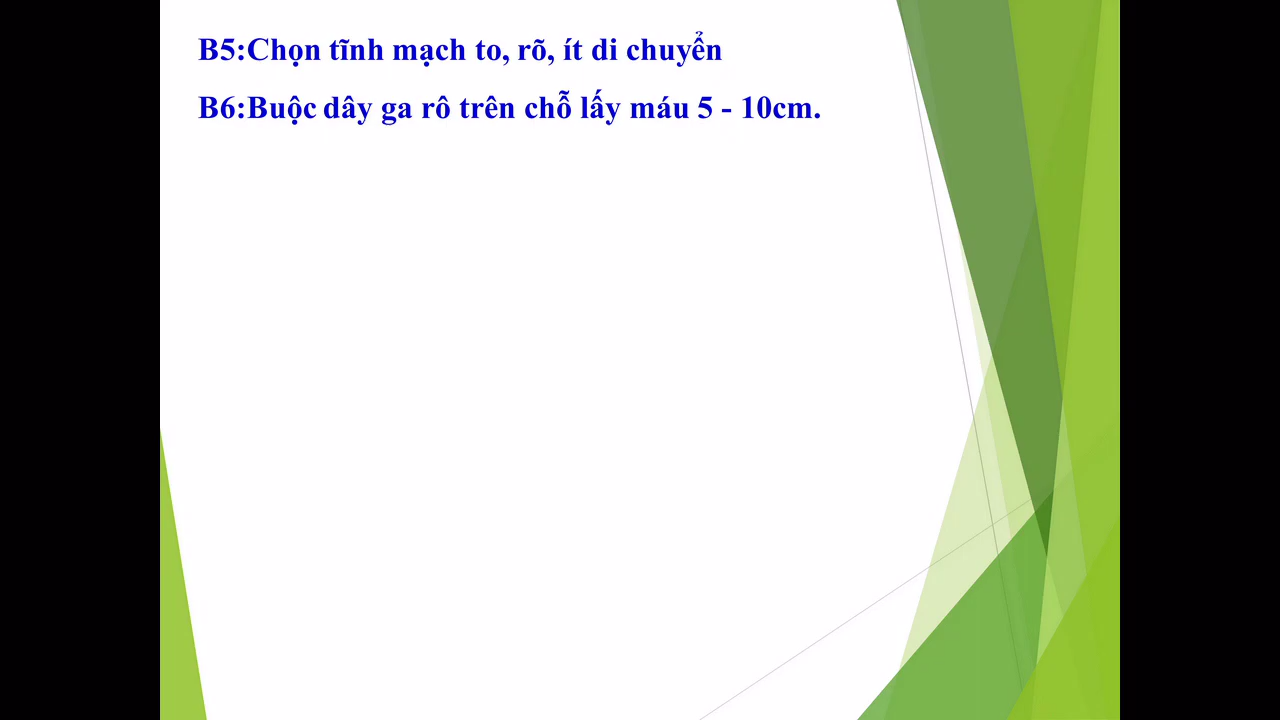 B5:Chọn tĩnh mạch to, rõ, ít di chuyển
B6:Buộc dây ga rô trên chỗ lấy máu 5 - 10cm.